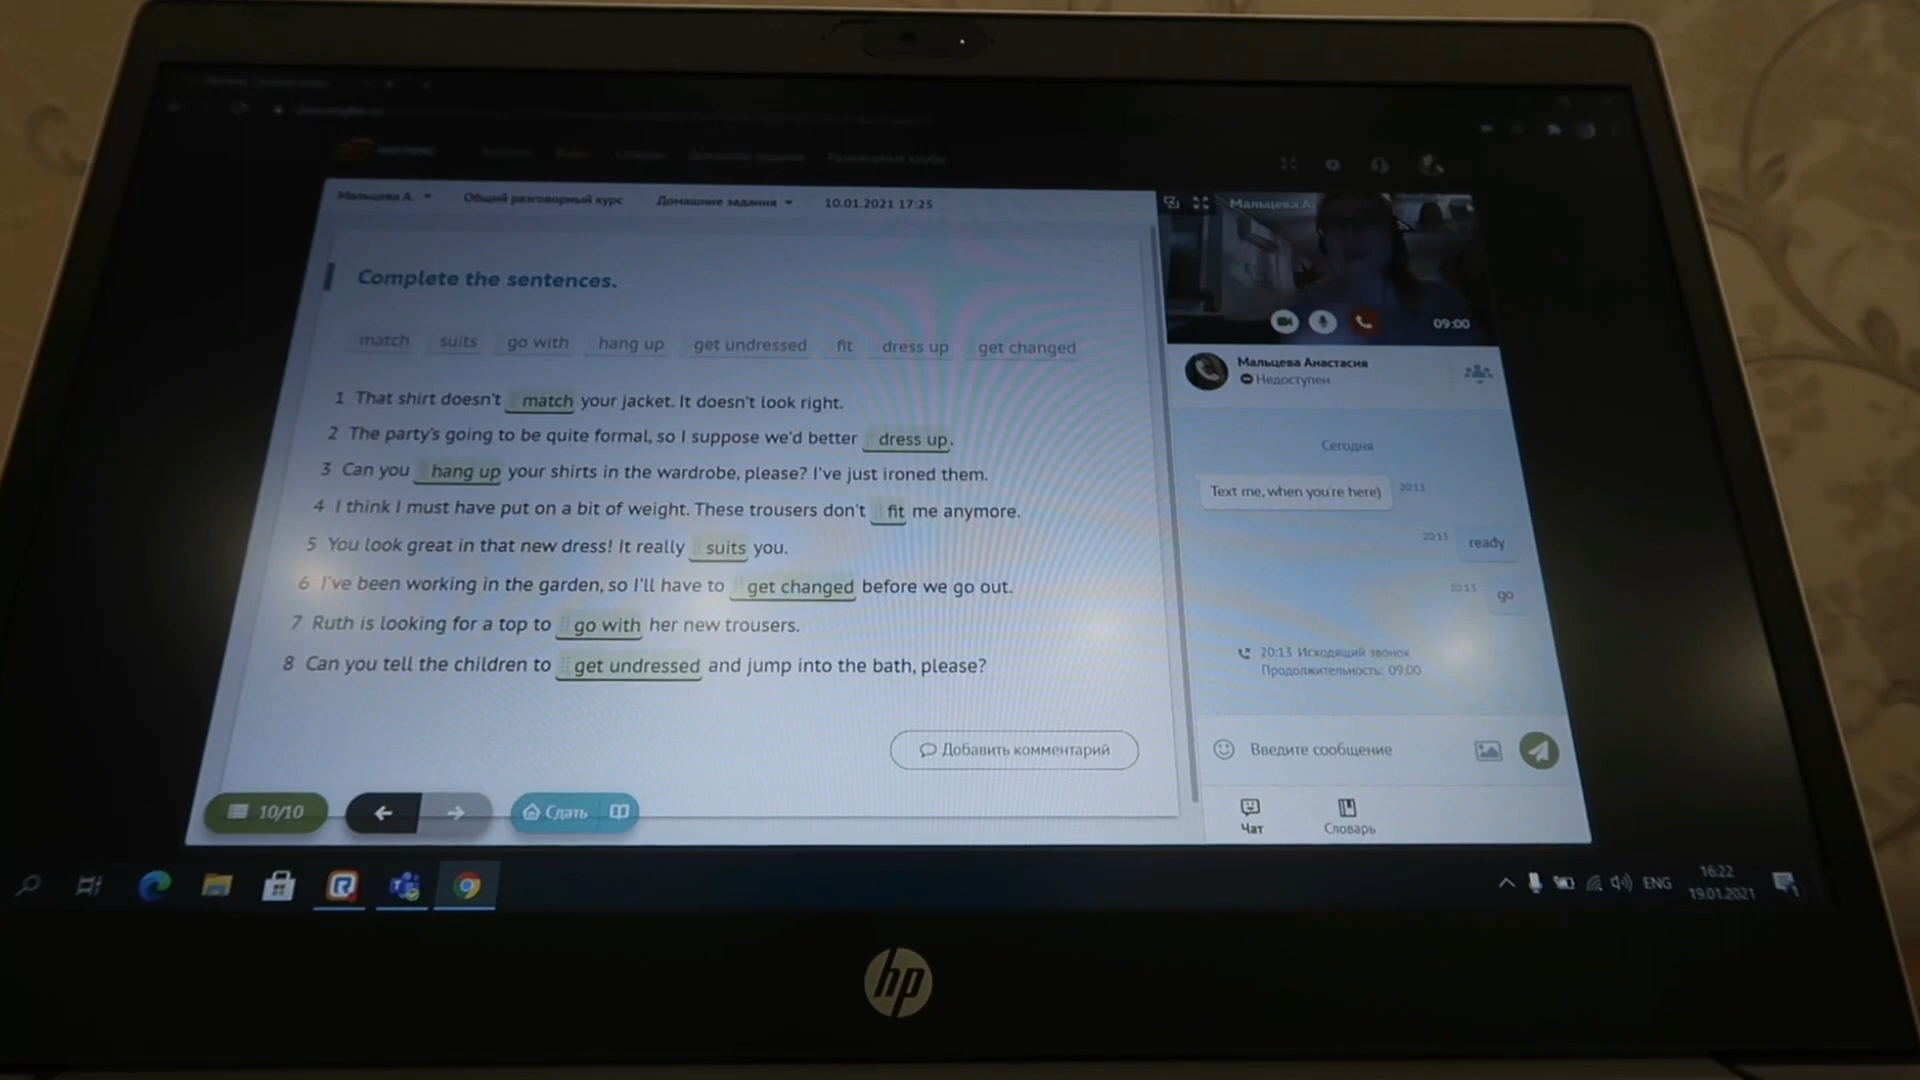 Мальцева А.
Общий разговорный курс
Домашние задания
10.01.2021 17:25
Complete the sentences.
match suits go with hang up get undressed fit dress up get changed
1 That shirt doesn't match your jacket. It doesn't look right.
2 The party's going to be quite formal, so I suppose we'd better dress up.
3 Can you hang up your shirts in the wardrobe, please? I've just ironed them.
4 I think I must have put on a bit of weight. These trousers don't fit me anymore.
5 You look great in that new dress! It really suits you.
6 I've been working in the garden, so I'll have to get changed before we go out.
7 Ruth is looking for a top to go with her new trousers.
8 Can you tell the children to get undressed and jump into the bath, please?
Добавить комментарий
10/10
Сдать
Мальцева А.
09:00
Мальцева Анастасия
Недоступен
Сегодня
Text me, when you're here) 20:13
20:13 ready
20:13 go
20:13 Исходящий звонок
Продолжительность: 09:00
Введите сообщение
Чат
Словарь
ENG
16:22
19.01.2021
hp